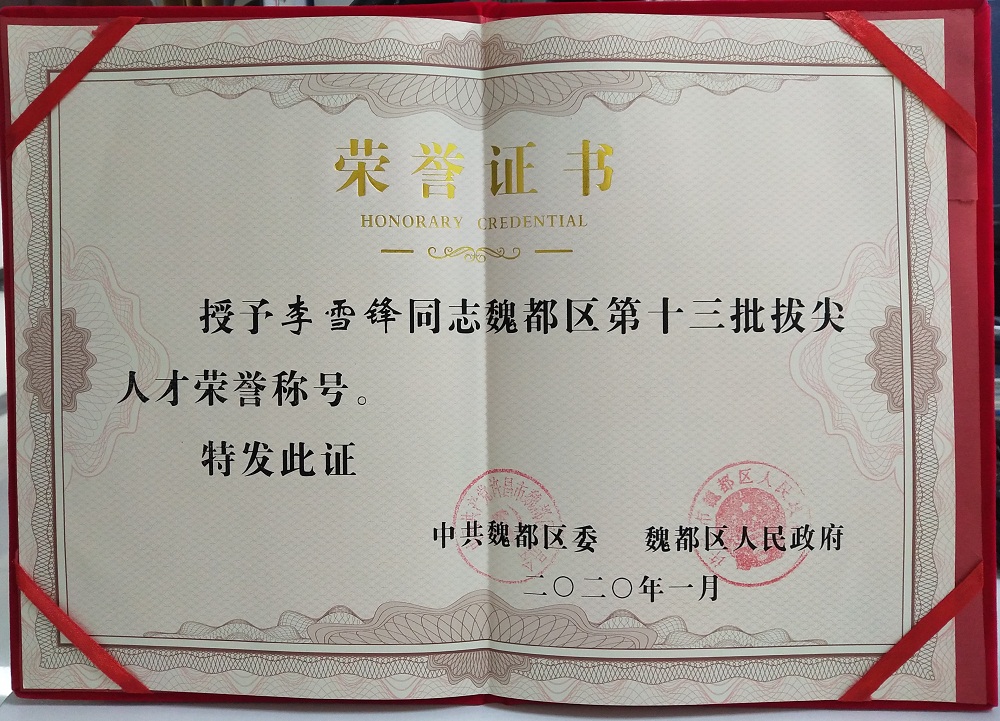 荣誉证书
HONORARY CREDENTIAL
授予李雪锋同志魏都区第十三批拔尖
人才荣誉称号。
特发此证
中共魏都区委 魏都区人民政府
二〇二〇年一月